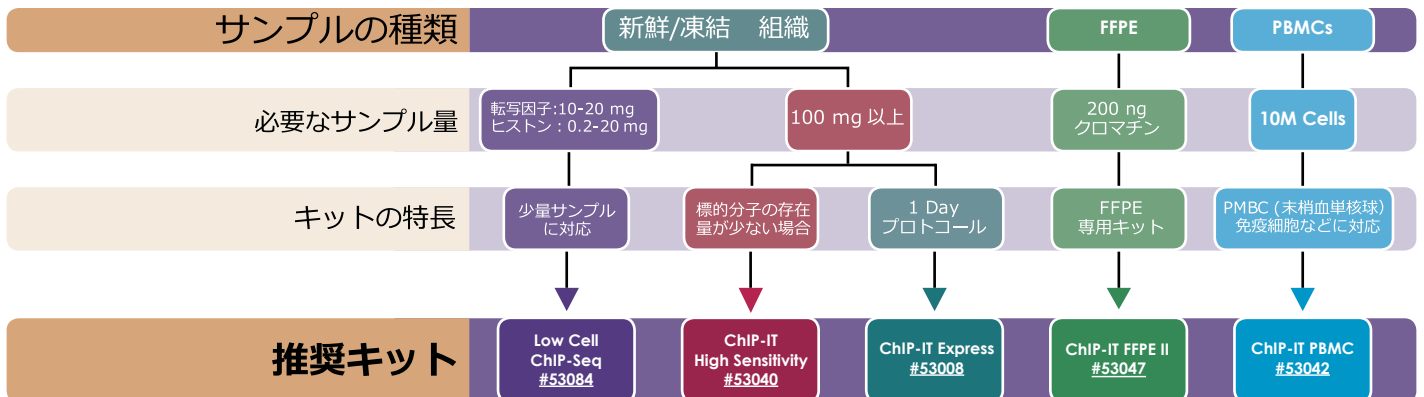 サンプルの種類
新鮮/凍結　組織
FFPE
PBMCs
必要なサンプル量
転写因子:10-20 mg
ヒストン：0.2-20 mg
100 mg 以上
200 ng
クロマチン
10M Cells
キットの特長
少量サンプル
に対応
標的分子の存在
量が少ない場合
1 Day
プロトコール
FFPE
専用キット
PMBC (末梢血単核球)
免疫細胞などに対応
推奨キット
Low Cell
ChIP-Seq
#53084
ChIP-IT
High Sensitivity
#53040
ChIP-IT Express
#53008
ChIP-IT FFPE II
#53047
ChIP-IT PBMC
#53042